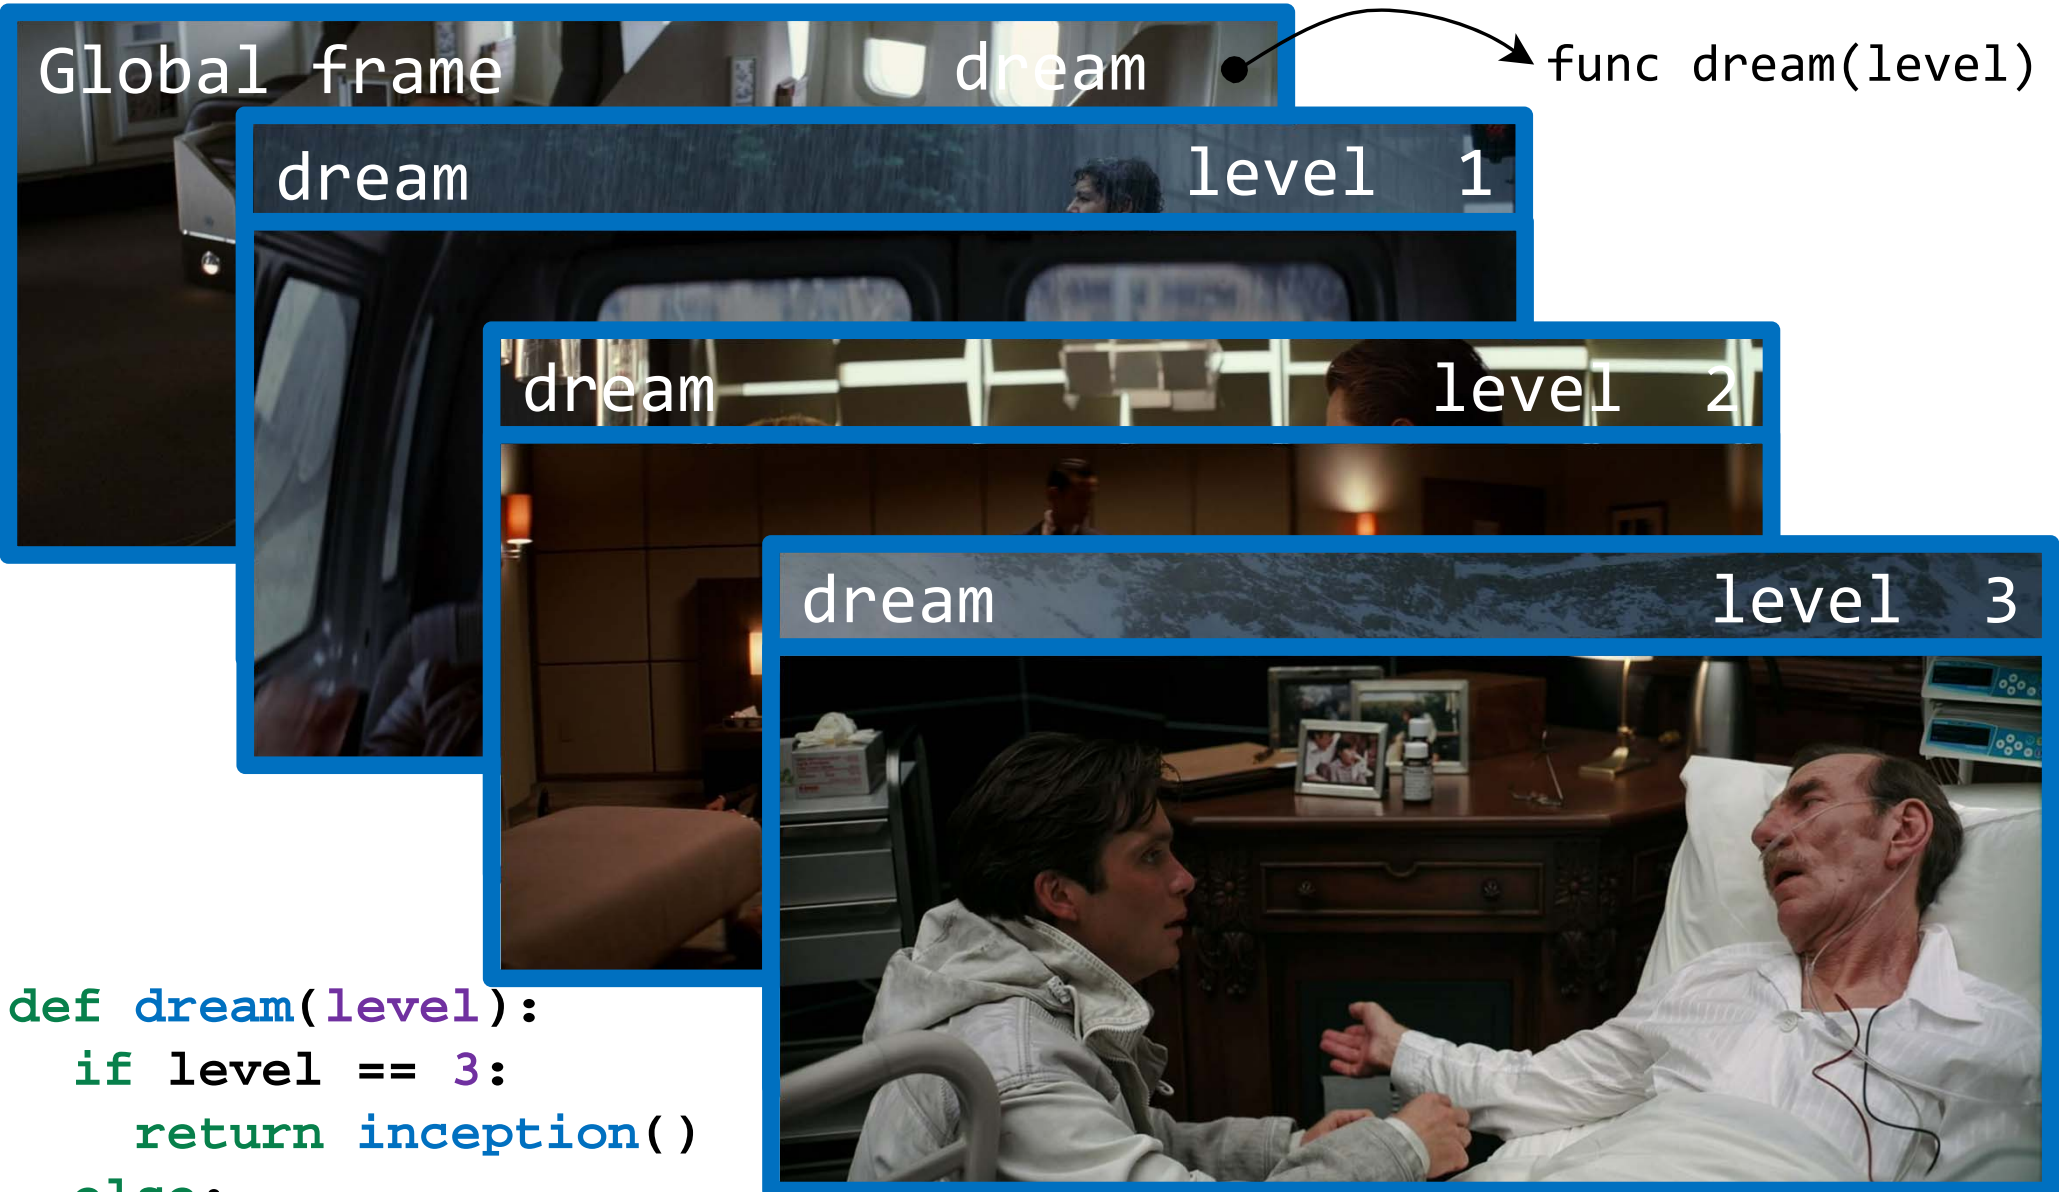 Global frame dream func dream(level)
dream level 1
dream level 2
dream level 3
def dream(level):
if level == 3:
return inception()
else: